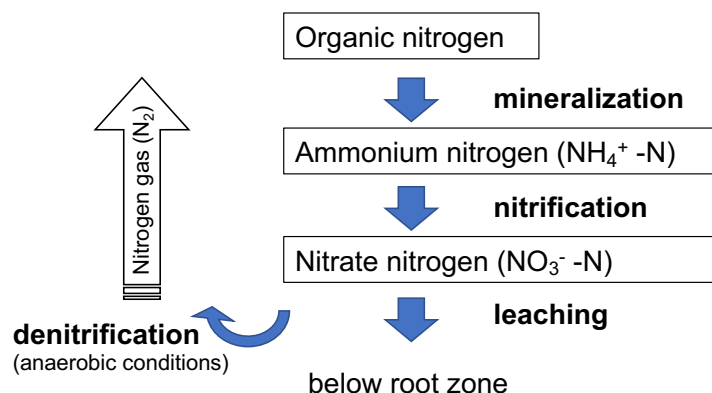 Organic nitrogen
mineralization
Ammonium nitrogen (NH₄⁺ -N)
nitrification
Nitrate nitrogen (NO₃⁻ -N)
leaching
below root zone
Nitrogen gas (N₂)
denitrification
(anaerobic conditions)